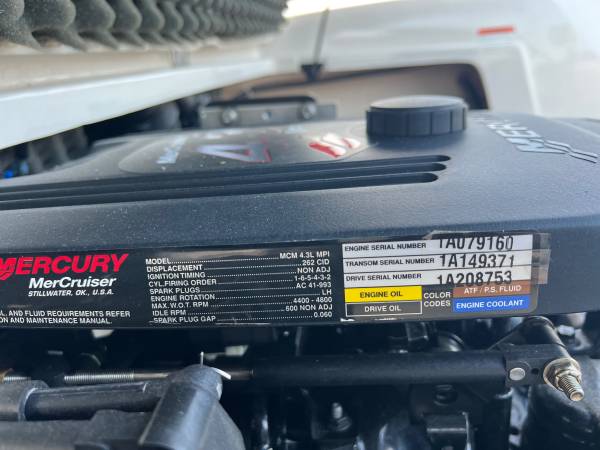 MERCURY
MerCruiser
STILLWATER, OK., U.S.A.
AND FLUID REQUIREMENTS REFER
AND MAINTENANCE MANUAL.
MODEL MCM 4.3L MPI
DISPLACEMENT 262 CID
IGNITION TIMING NON ADJ
CYL.FIRING ORDER 1-6-5-4-3-2
SPARK PLUGS AC 41-993
ENGINE ROTATION LH
MAX W.O.T. RPM 4400 - 4800
IDLE RPM 600 NON ADJ
SPARK PLUG GAP 0.060
ENGINE SERIAL NUMBER 1A079160
TRANSOM SERIAL NUMBER 1A149371
DRIVE SERIAL NUMBER 1A208753
ENGINE OIL
DRIVE OIL
COLOR
CODES
ATF / P.S. FLUID
ENGINE COOLANT